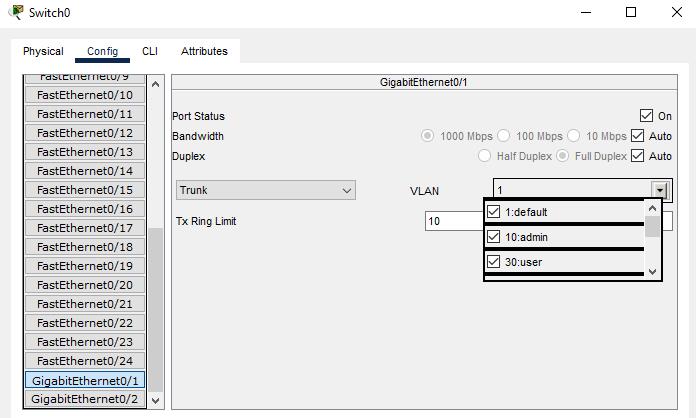 Switch0
Physical Config CLI Attributes
FastEthernet0/9
FastEthernet0/10
FastEthernet0/11
FastEthernet0/12
FastEthernet0/13
FastEthernet0/14
FastEthernet0/15
FastEthernet0/16
FastEthernet0/17
FastEthernet0/18
FastEthernet0/19
FastEthernet0/20
FastEthernet0/21
FastEthernet0/22
FastEthernet0/23
FastEthernet0/24
GigabitEthernet0/1
GigabitEthernet0/2
GigabitEthernet0/1
Port Status On
Bandwidth 1000 Mbps 100 Mbps 10 Mbps Auto
Duplex Half Duplex Full Duplex Auto
Trunk VLAN 1
1:default
Tx Ring Limit 10
10:admin
30:user